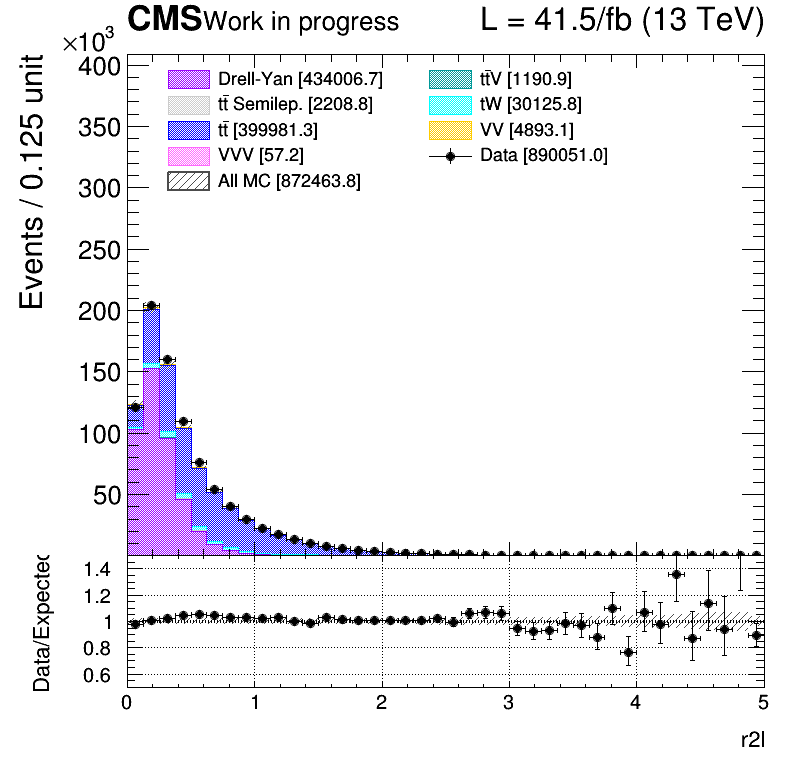 CMS Work in progress L = 41.5/fb (13 TeV)
×10³
Events / 0.125 unit
400
350
300
250
200
150
100
50
Drell-Yan [434006.7]
tt̄ Semilep. [2208.8]
tt̄ [399981.3]
VVV [57.2]
All MC [872463.8]
tt̄V [1190.9]
tW [30125.8]
VV [4893.1]
Data [890051.0]
Data/Expected
1.4
1.2
1
0.8
0.6
0 1 2 3 4 5
r2l